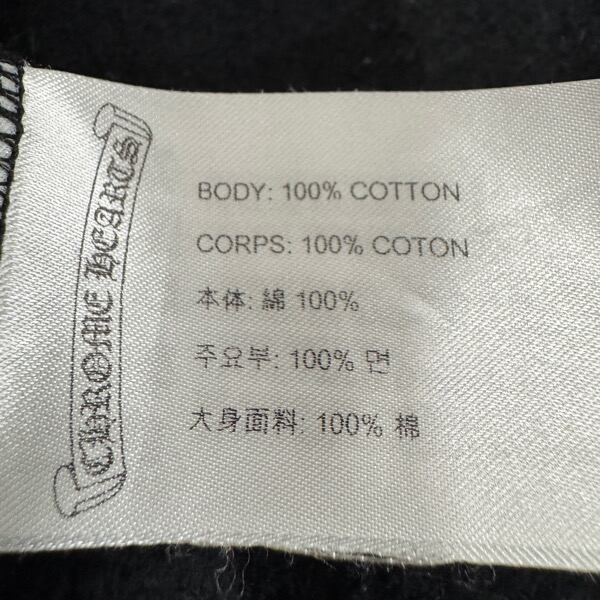 CHROME HEARTS
BODY: 100% COTTON
CORPS: 100% COTON
本体: 綿 100%
주요부: 100% 면
大身面料: 100% 棉